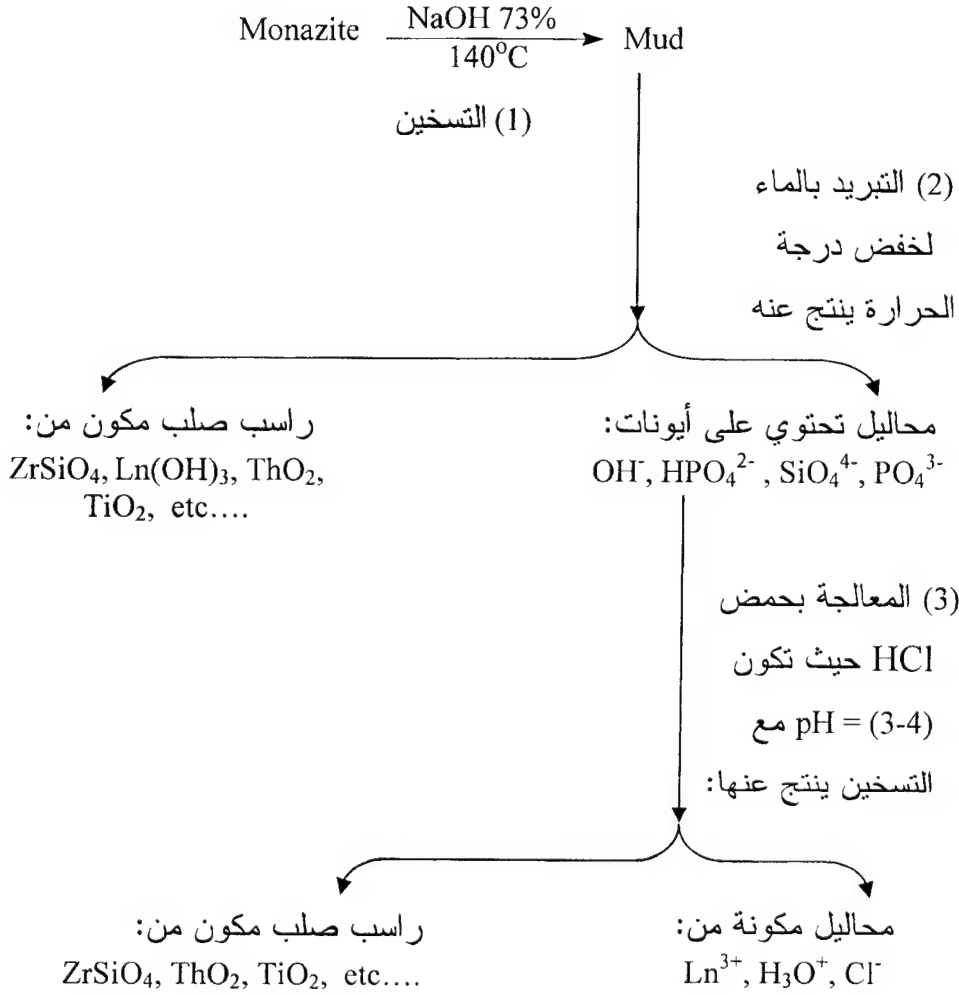 Monazite NaOH 73% Mud
140°C
(1) التسخين
(2) التبريد بالماء
لخفض درجة
الحرارة ينتج عنه
محاليل تحتوي على أيونات:
OH⁻, HPO₄²⁻ , SiO₄⁴⁻, PO₄³⁻
راسب صلب مكون من:
ZrSiO₄, Ln(OH)₃, ThO₂,
TiO₂, etc....
(3) المعالجة بحمض
HCl حيث تكون
pH = (3-4) مع
التسخين ينتج عنها:
محاليل مكونة من:
Ln³⁺, H₃O⁺, Cl⁻
راسب صلب مكون من:
ZrSiO₄, ThO₂, TiO₂, etc....